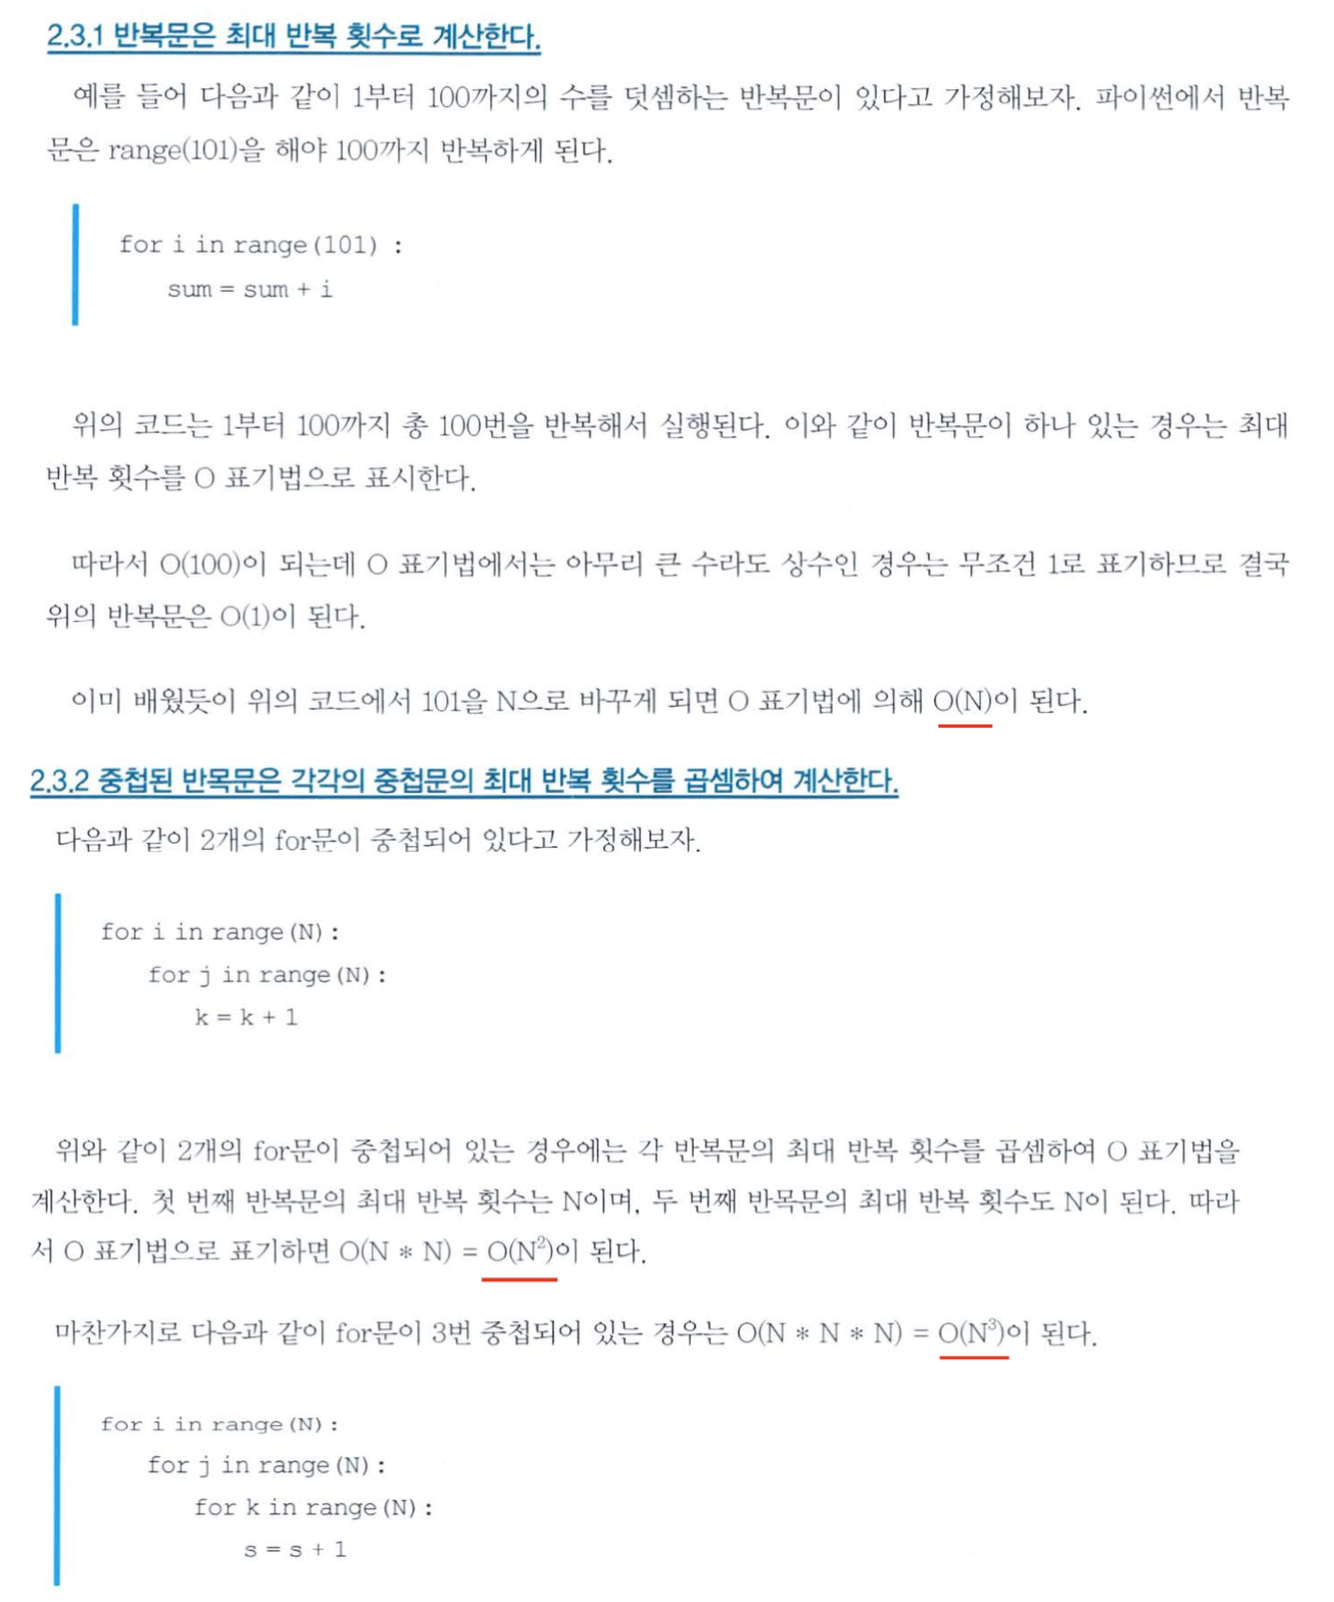 2.3.1 반복문은 최대 반복 횟수로 계산한다.
예를 들어 다음과 같이 1부터 100까지의 수를 덧셈하는 반복문이 있다고 가정해보자. 파이썬에서 반복
문은 range(101)을 해야 100까지 반복하게 된다.
for i in range(101) :
sum = sum + i
위의 코드는 1부터 100까지 총 100번을 반복해서 실행된다. 이와 같이 반복문이 하나 있는 경우는 최대
반복 횟수를 O 표기법으로 표시한다.
따라서 O(100)이 되는데 O 표기법에서는 아무리 큰 수라도 상수인 경우는 무조건 1로 표기하므로 결국
위의 반복문은 O(1)이 된다.
이미 배웠듯이 위의 코드에서 101을 N으로 바꾸게 되면 O 표기법에 의해 O(N)이 된다.
2.3.2 중첩된 반목문은 각각의 중첩문의 최대 반복 횟수를 곱셈하여 계산한다.
다음과 같이 2개의 for문이 중첩되어 있다고 가정해보자.
for i in range(N):
for j in range(N):
k = k + 1
위와 같이 2개의 for문이 중첩되어 있는 경우에는 각 반복문의 최대 반복 횟수를 곱셈하여 O 표기법을
계산한다. 첫 번째 반복문의 최대 반복 횟수는 N이며, 두 번째 반목문의 최대 반복 횟수도 N이 된다. 따라
서 O 표기법으로 표기하면 O(N * N) = O(N²)이 된다.
마찬가지로 다음과 같이 for문이 3번 중첩되어 있는 경우는 O(N * N * N) = O(N³)이 된다.
for i in range(N):
for j in range(N):
for k in range(N):
s = s + 1